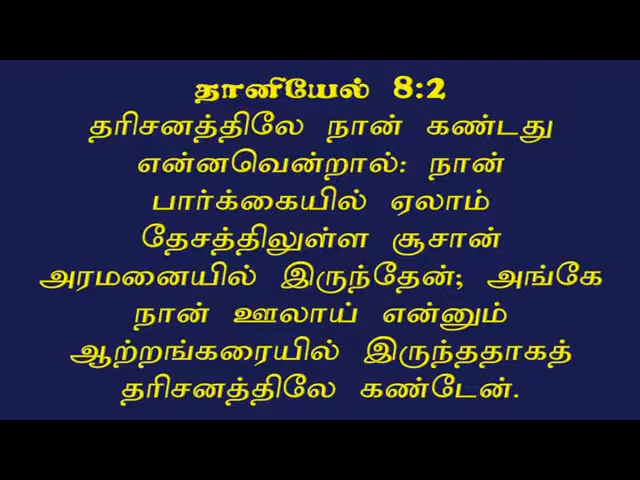 தானியேல் 8:2
தரிசனத்திலே நான் கண்டது
என்னவென்றால்: நான்
பார்க்கையில் ஏலாம்
தேசத்திலுள்ள சூசான்
அரமனையில் இருந்தேன்; அங்கே
நான் ஊலாய் என்னும்
ஆற்றங்கரையில் இருந்ததாகத்
தரிசனத்திலே கண்டேன்.